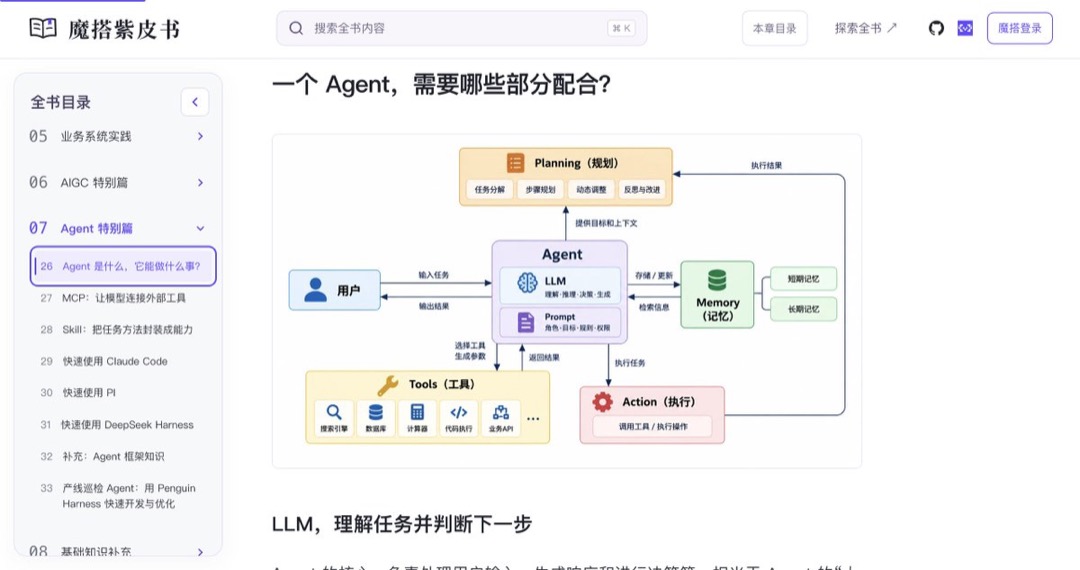 魔搭紫皮书
搜索全书内容
⌘ K
本章目录
探索全书 ↗
魔搭登录
全书目录
05 业务系统实践
06 AIGC 特别篇
07 Agent 特别篇
26 Agent 是什么，它能做什么事？
27 MCP：让模型连接外部工具
28 Skill：把任务方法封装成能力
29 快速使用 Claude Code
30 快速使用 PI
31 快速使用 DeepSeek Harness
32 补充：Agent 框架知识
33 产线巡检 Agent：用 Penguin
Harness 快速开发与优化
08 基础知识补充
一个 Agent，需要哪些部分配合？
Planning（规划）
任务分解
步骤规划
动态调整
反思与改进
执行结果
提供目标和上下文
Agent
LLM
理解·推理·决策·生成
Prompt
角色·目标·规则·权限
用户
输入任务
输出结果
存储 / 更新
检索信息
Memory
（记忆）
短期记忆
长期记忆
选择工具
生成参数
返回结果
执行任务
Tools（工具）
搜索引擎
数据库
计算器
代码执行
业务API
...
Action（执行）
调用工具 / 执行操作
LLM，理解任务并判断下一步